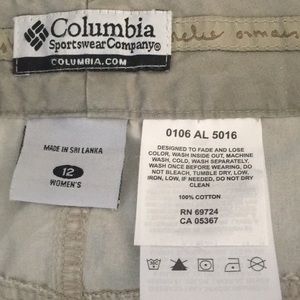 Columbia
Sportswear Company®
COLUMBIA.COM
MADE IN SRI LANKA
12
WOMEN'S
0106 AL 5016
DESIGNED TO FADE AND LOSE
COLOR, WASH INSIDE OUT, MACHINE
WASH, COLD, WASH SEPARATELY,
WASH ONCE BEFORE WEARING, DO
NOT BLEACH, TUMBLE DRY, LOW,
IRON, LOW, IF NEEDED, DO NOT DRY
CLEAN
100% COTTON
RN 69724
CA 05367